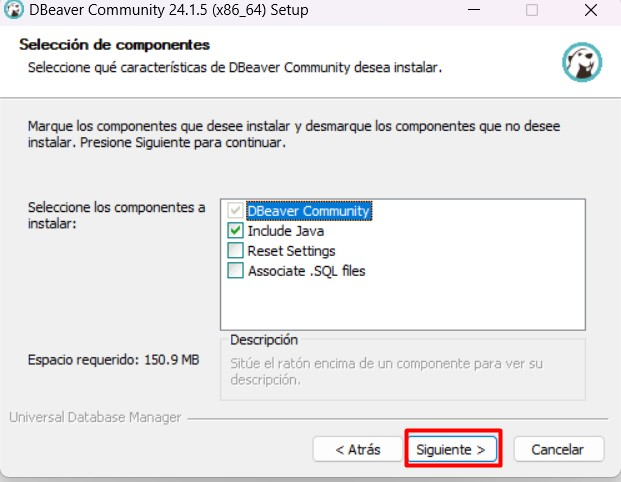 DBeaver Community 24.1.5 (x86_64) Setup
Selección de componentes
Seleccione qué características de DBeaver Community desea instalar.
Marque los componentes que desee instalar y desmarque los componentes que no desee
instalar. Presione Siguiente para continuar.
Seleccione los componentes a
instalar:
DBeaver Community
Include Java
Reset Settings
Associate .SQL files
Espacio requerido: 150.9 MB
Descripción
Sitúe el ratón encima de un componente para ver su
descripción.
Universal Database Manager
< Atrás
Siguiente >
Cancelar